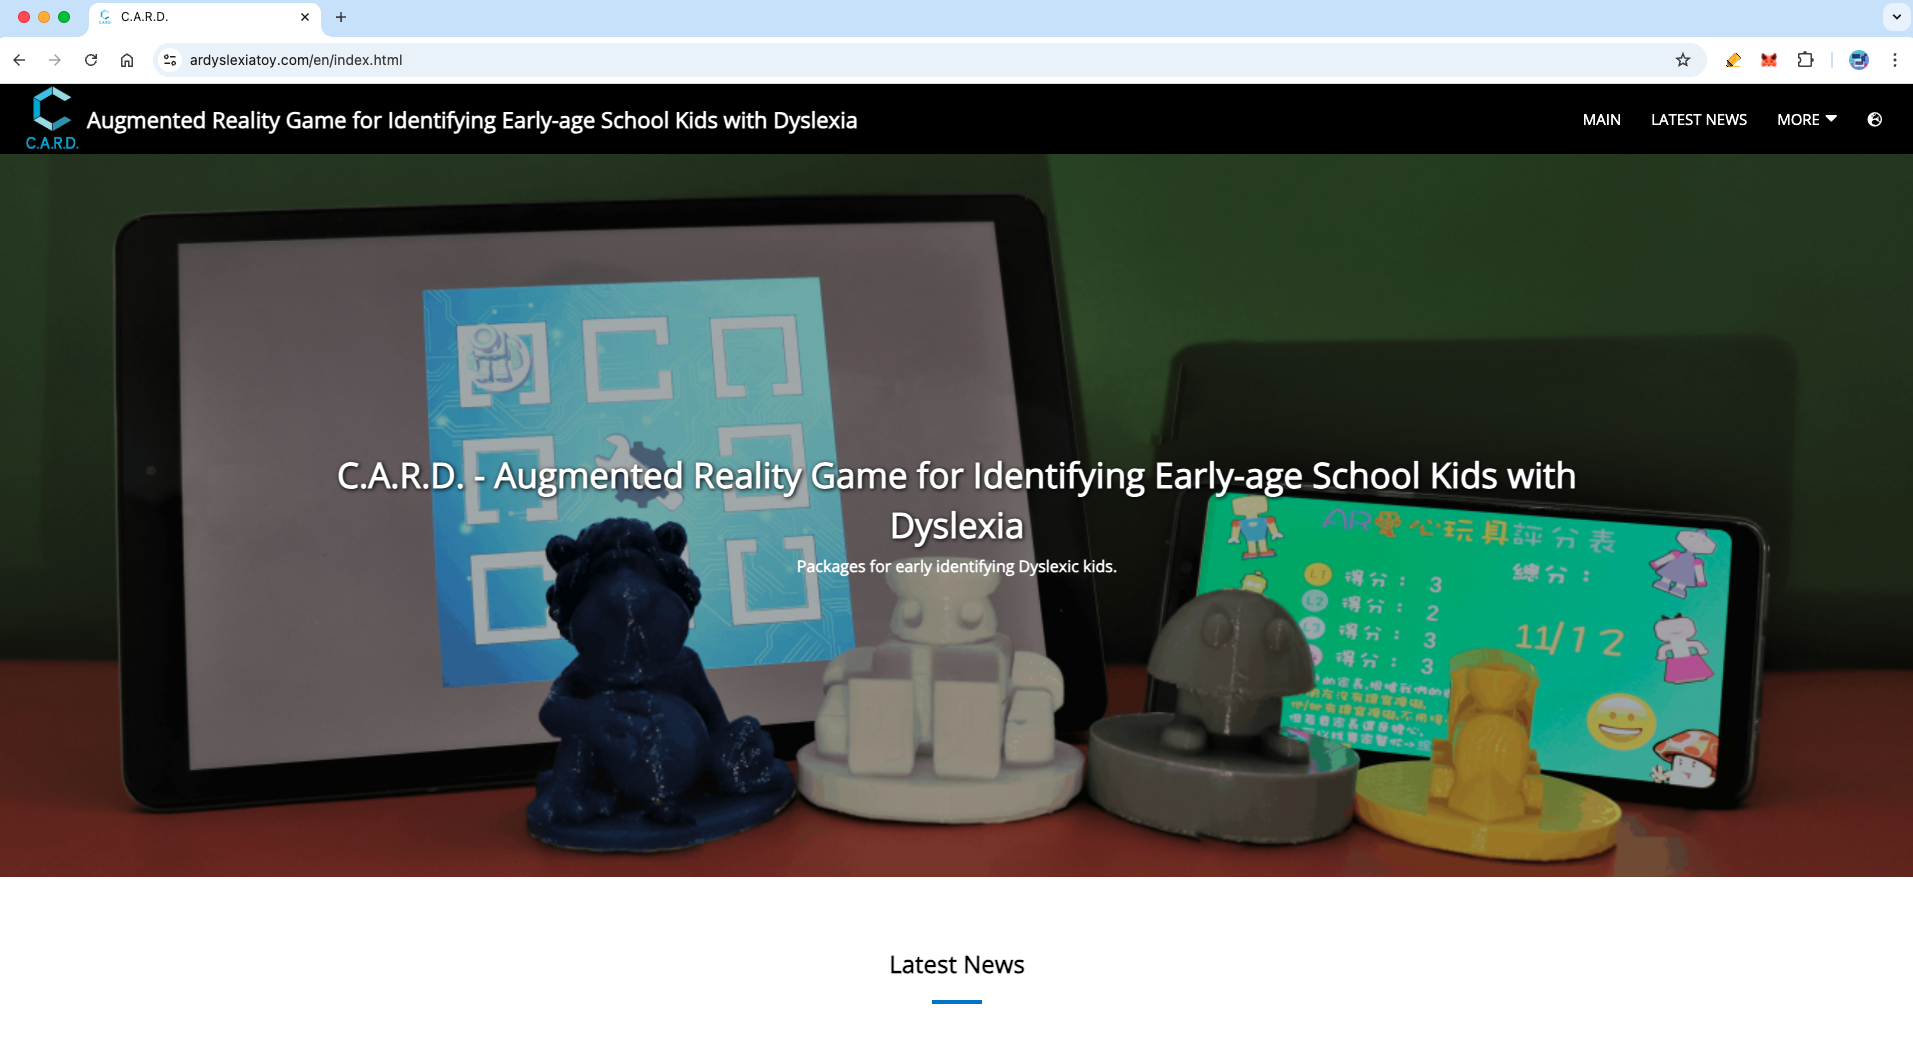 C.A.R.D.
ardyslexiatoy.com/en/index.html
C.A.R.D.
Augmented Reality Game for Identifying Early-age School Kids with Dyslexia
MAIN
LATEST NEWS
MORE
C.A.R.D. - Augmented Reality Game for Identifying Early-age School Kids with
Dyslexia
Packages for early identifying Dyslexic kids.
AR愛心玩具評分表
L1 得分： 3
L2 得分： 2
L3 得分： 3
得分： 3
總分：
11/12
Latest News